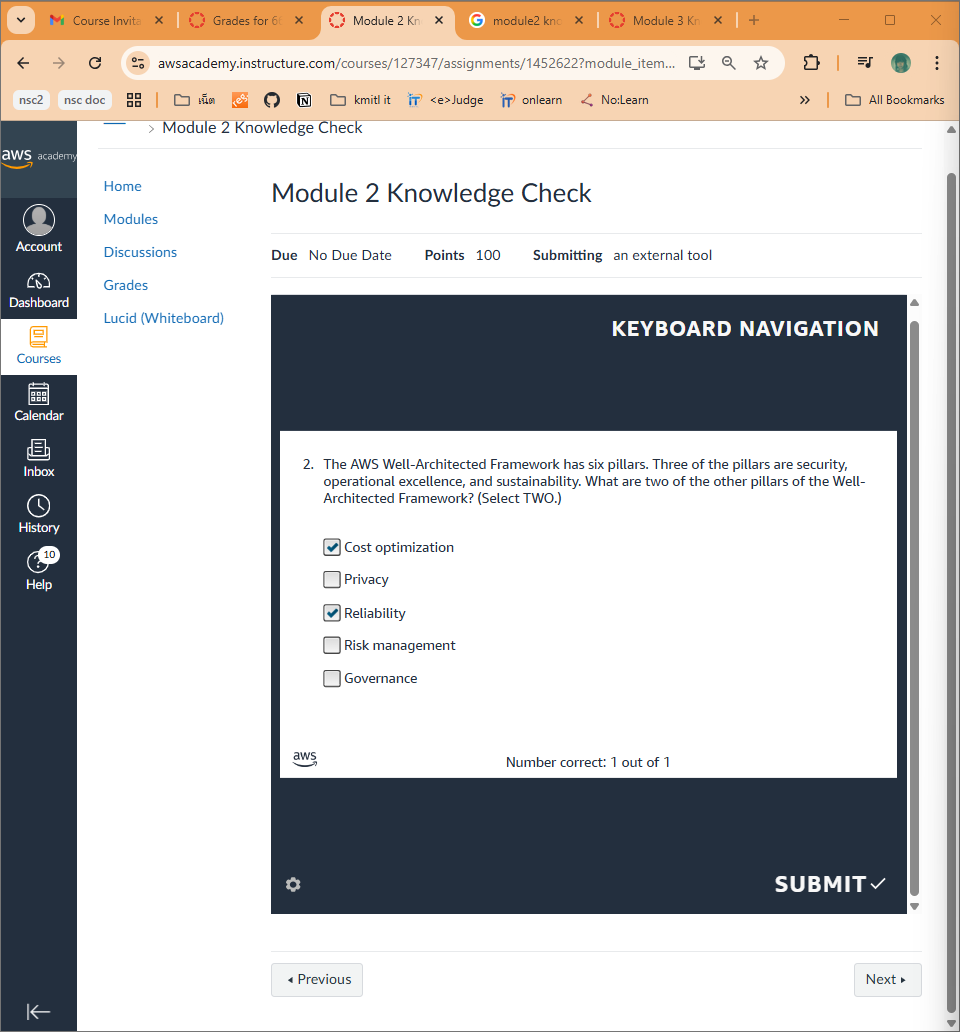 Course Invita
Grades for 66
Module 2 Kn
module2 kno
Module 3 Kn
awsacademy.instructure.com/courses/127347/assignments/1452622?module_item...
nsc2
nsc doc
เน็ต
kmitl it
<e>Judge
onlearn
No:Learn
»
All Bookmarks
aws academy
Account
Dashboard
Courses
Calendar
Inbox
History
10
Help
> Module 2 Knowledge Check
Home
Modules
Discussions
Grades
Lucid (Whiteboard)
Module 2 Knowledge Check
Due No Due Date Points 100 Submitting an external tool
KEYBOARD NAVIGATION
2. The AWS Well-Architected Framework has six pillars. Three of the pillars are security,
operational excellence, and sustainability. What are two of the other pillars of the Well-
Architected Framework? (Select TWO.)
Cost optimization
Privacy
Reliability
Risk management
Governance
aws
Number correct: 1 out of 1
SUBMIT
Previous
Next